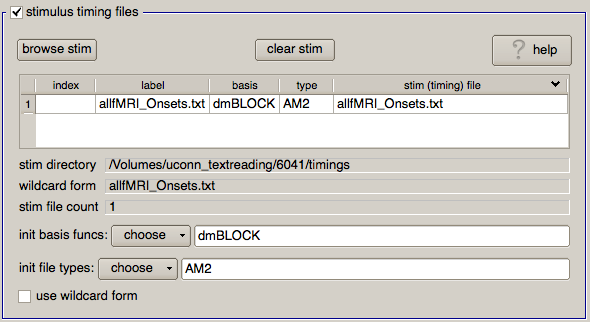 stimulus timing files
browse stim clear stim ? help
index label basis type stim (timing) file
1 allfMRI_Onsets.txt dmBLOCK AM2 allfMRI_Onsets.txt
stim directory /Volumes/uconn_textreading/6041/timings
wildcard form allfMRI_Onsets.txt
stim file count 1
init basis funcs: choose dmBLOCK
init file types: choose AM2
use wildcard form